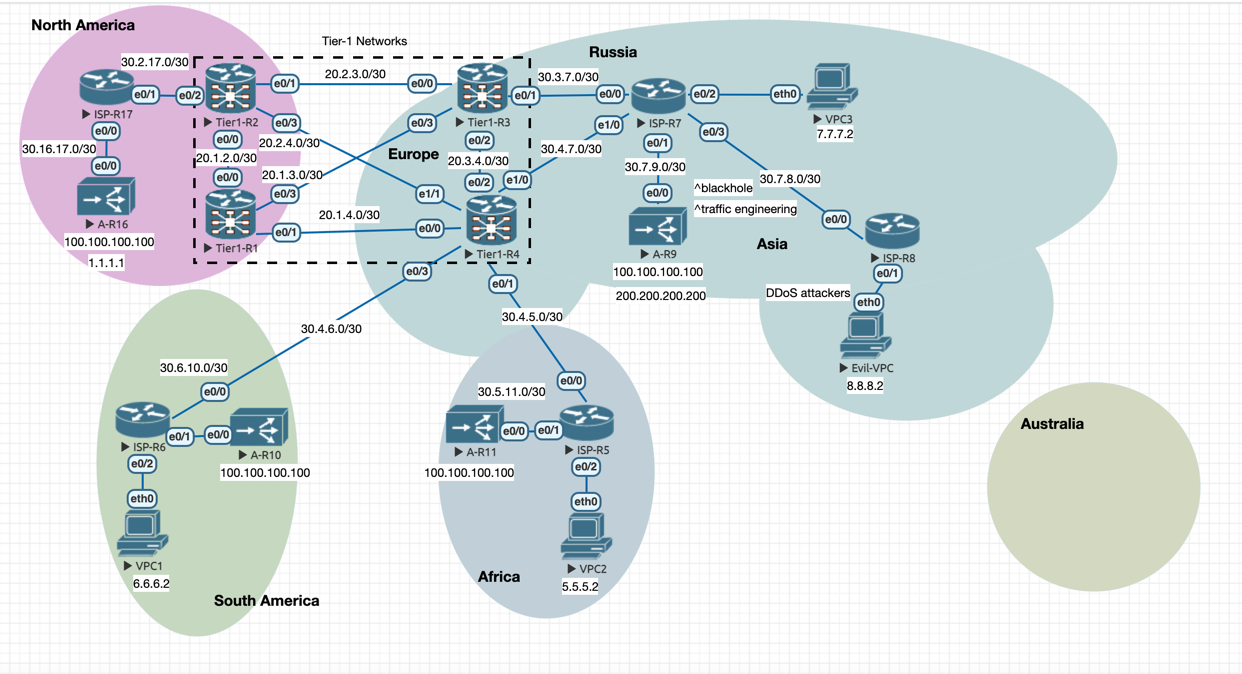 North America
Tier-1 Networks
Russia
30.2.17.0/30
20.2.3.0/30
30.3.7.0/30
e0/1
e0/2
e0/1
e0/0
e0/1
e0/0
e0/2
eth0
ISP-R17
Tier1-R2
Tier1-R3
ISP-R7
VPC3
7.7.7.2
e0/0
e0/3
e0/3
e1/0
e0/3
30.16.17.0/30
e0/0
20.2.4.0/30
e0/2
30.4.7.0/30
e0/1
20.1.2.0/30
Europe
20.3.4.0/30
30.7.9.0/30
e0/0
e0/0
20.1.3.0/30
e0/2
e1/0
30.7.8.0/30
e0/3
e1/1
e0/0
^blackhole
^traffic engineering
20.1.4.0/30
e0/1
e0/0
e0/0
A-R16
Tier1-R1
Tier1-R4
A-R9
Asia
ISP-R8
100.100.100.100
1.1.1.1
100.100.100.100
200.200.200.200
e0/3
e0/1
e0/1
DDoS attackers
eth0
30.4.6.0/30
30.4.5.0/30
Evil-VPC
8.8.8.2
30.6.10.0/30
e0/0
30.5.11.0/30
e0/0
Australia
e0/1
e0/0
e0/0
e0/1
ISP-R6
A-R10
A-R11
ISP-R5
100.100.100.100
100.100.100.100
e0/2
e0/2
eth0
eth0
VPC1
VPC2
6.6.6.2
Africa
5.5.5.2
South America